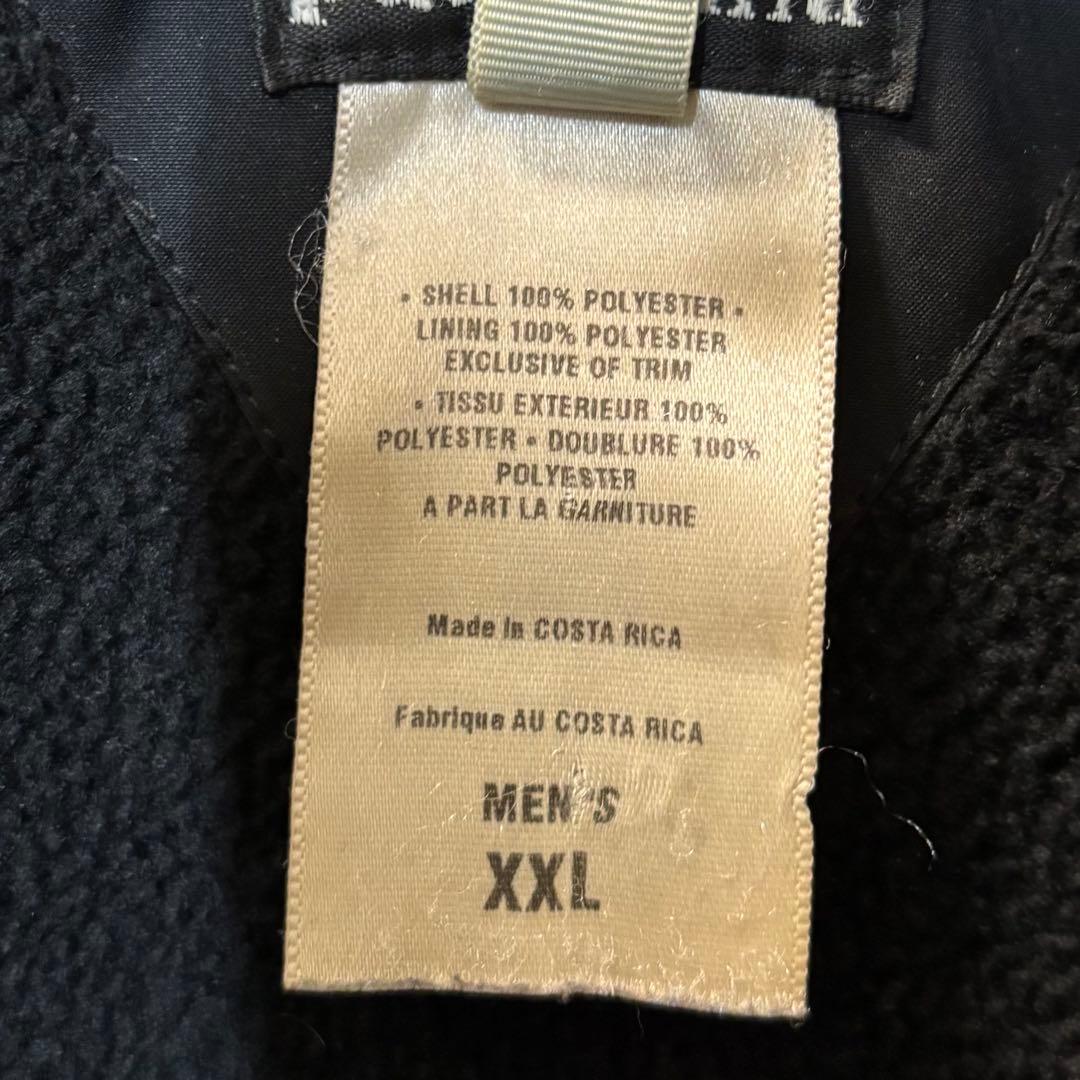 • SHELL 100% POLYESTER •
LINING 100% POLYESTER
EXCLUSIVE OF TRIM
• TISSU EXTERIEUR 100%
POLYESTER • DOUBLURE 100%
POLYESTER
A PART LA GARNITURE
Made In COSTA RICA
Fabrique AU COSTA RICA
MEN'S
XXL